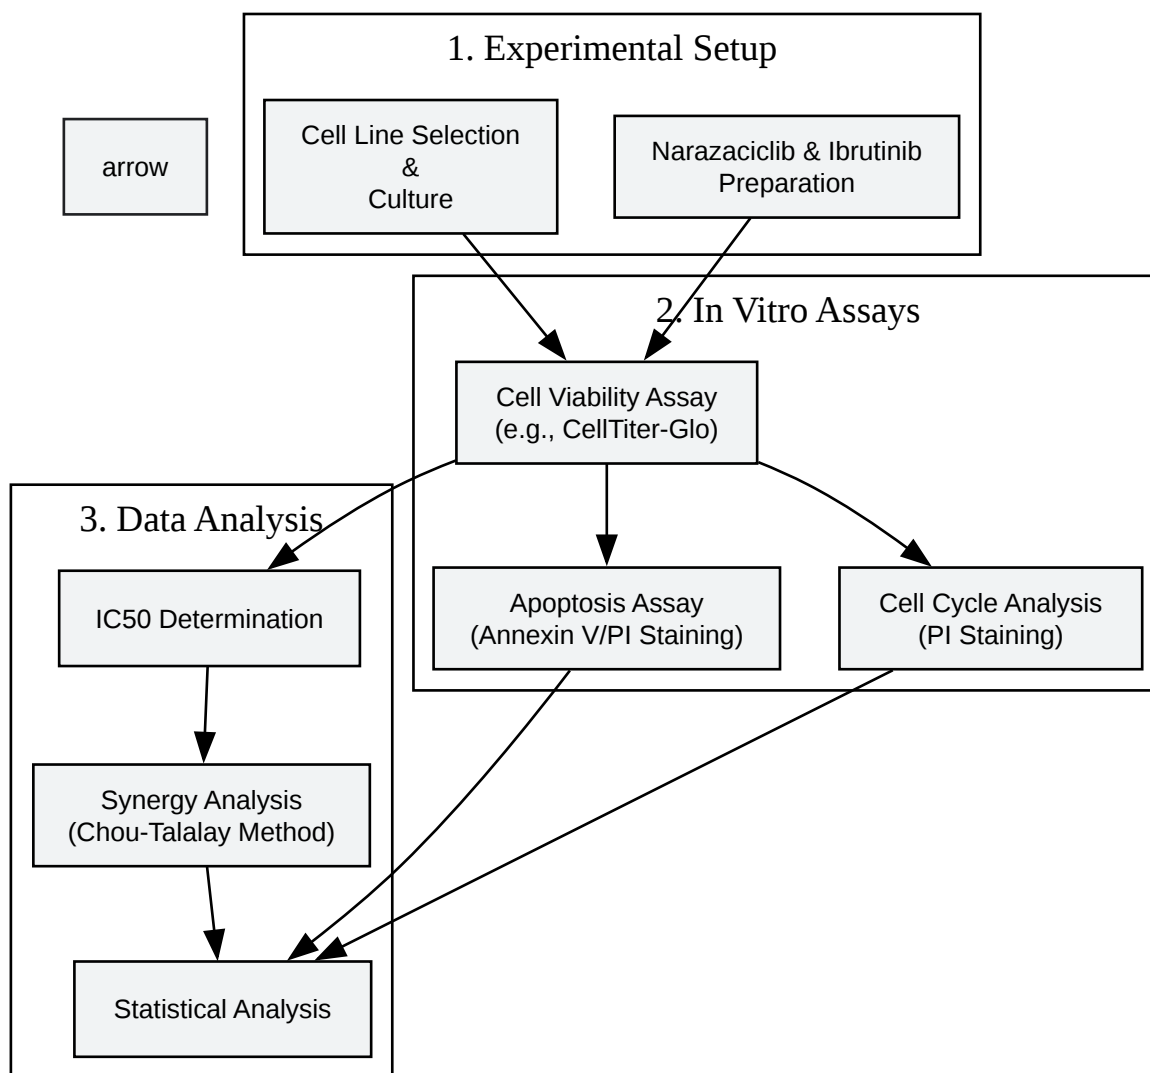 1. Experimental Setup
arrow
Cell Line Selection
&
Culture
Narazaciclib & Ibrutinib
Preparation
2. In Vitro Assays
Cell Viability Assay
(e.g., CellTiter-Glo)
3. Data Analysis
IC50 Determination
Apoptosis Assay
(Annexin V/PI Staining)
Cell Cycle Analysis
(PI Staining)
Synergy Analysis
(Chou-Talalay Method)
Statistical Analysis